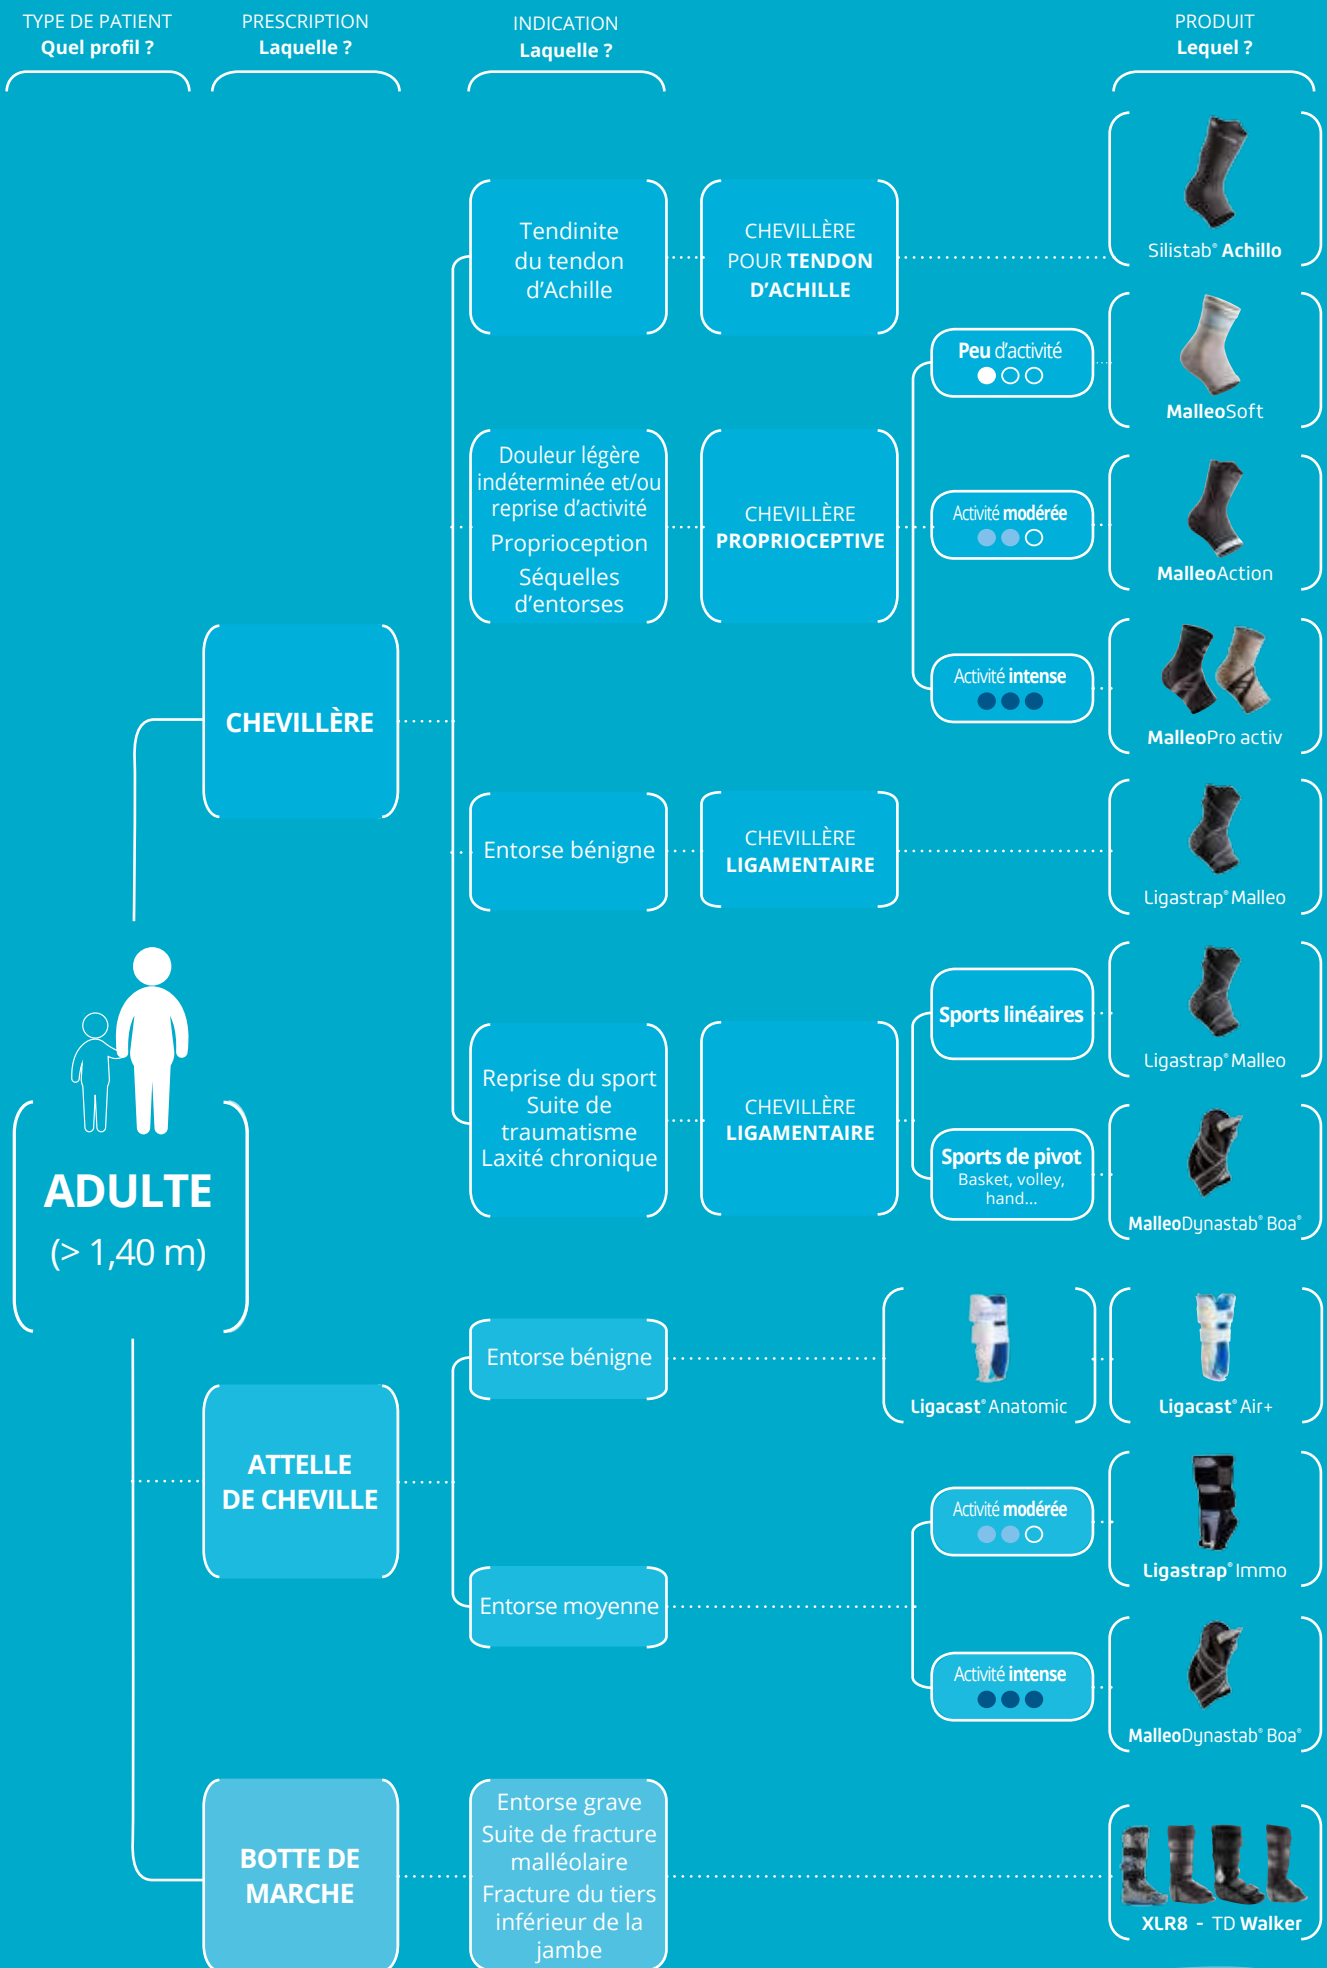 TYPE DE PATIENT
Quel profil ?
PRESCRIPTION
Laquelle ?
INDICATION
Laquelle ?
PRODUIT
Lequel ?
Tendinite
du tendon
d’Achille
CHEVILLÈRE
POUR TENDON
D’ACHILLE
Silistab® Achillo
Peu d’activité
MalleoSoft
Douleur légère
indéterminée et/ou
reprise d’activité
Proprioception
Séquelles
d’entorses
CHEVILLÈRE
PROPRIOCEPTIVE
Activité modérée
MalleoAction
Activité intense
MalleoPro activ
CHEVILLÈRE
Entorse bénigne
CHEVILLÈRE
LIGAMENTAIRE
Ligastrap® Malleo
Reprise du sport
Suite de
traumatisme
Laxité chronique
CHEVILLÈRE
LIGAMENTAIRE
Sports linéaires
Ligastrap® Malleo
Sports de pivot
Basket, volley,
hand...
MalleoDynastab® Boa®
ADULTE
(> 1,40 m)
ATTELLE
DE CHEVILLE
Entorse bénigne
Ligacast® Anatomic
Ligacast® Air+
Entorse moyenne
Activité modérée
Ligastrap® Immo
Activité intense
MalleoDynastab® Boa®
BOTTE DE
MARCHE
Entorse grave
Suite de fracture
malléolaire
Fracture du tiers
inférieur de la
jambe
XLR8 - TD Walker